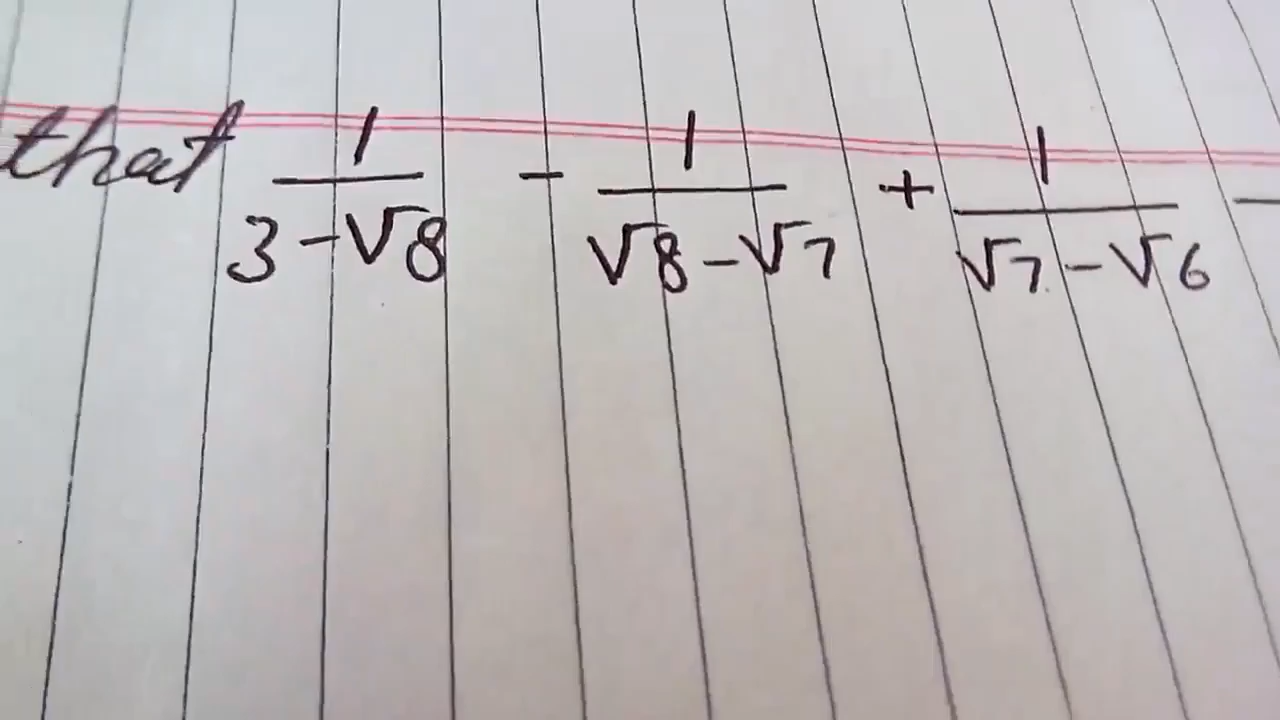 that 1/(3-√8) - 1/(√8-√7) + 1/(√7-√6) -